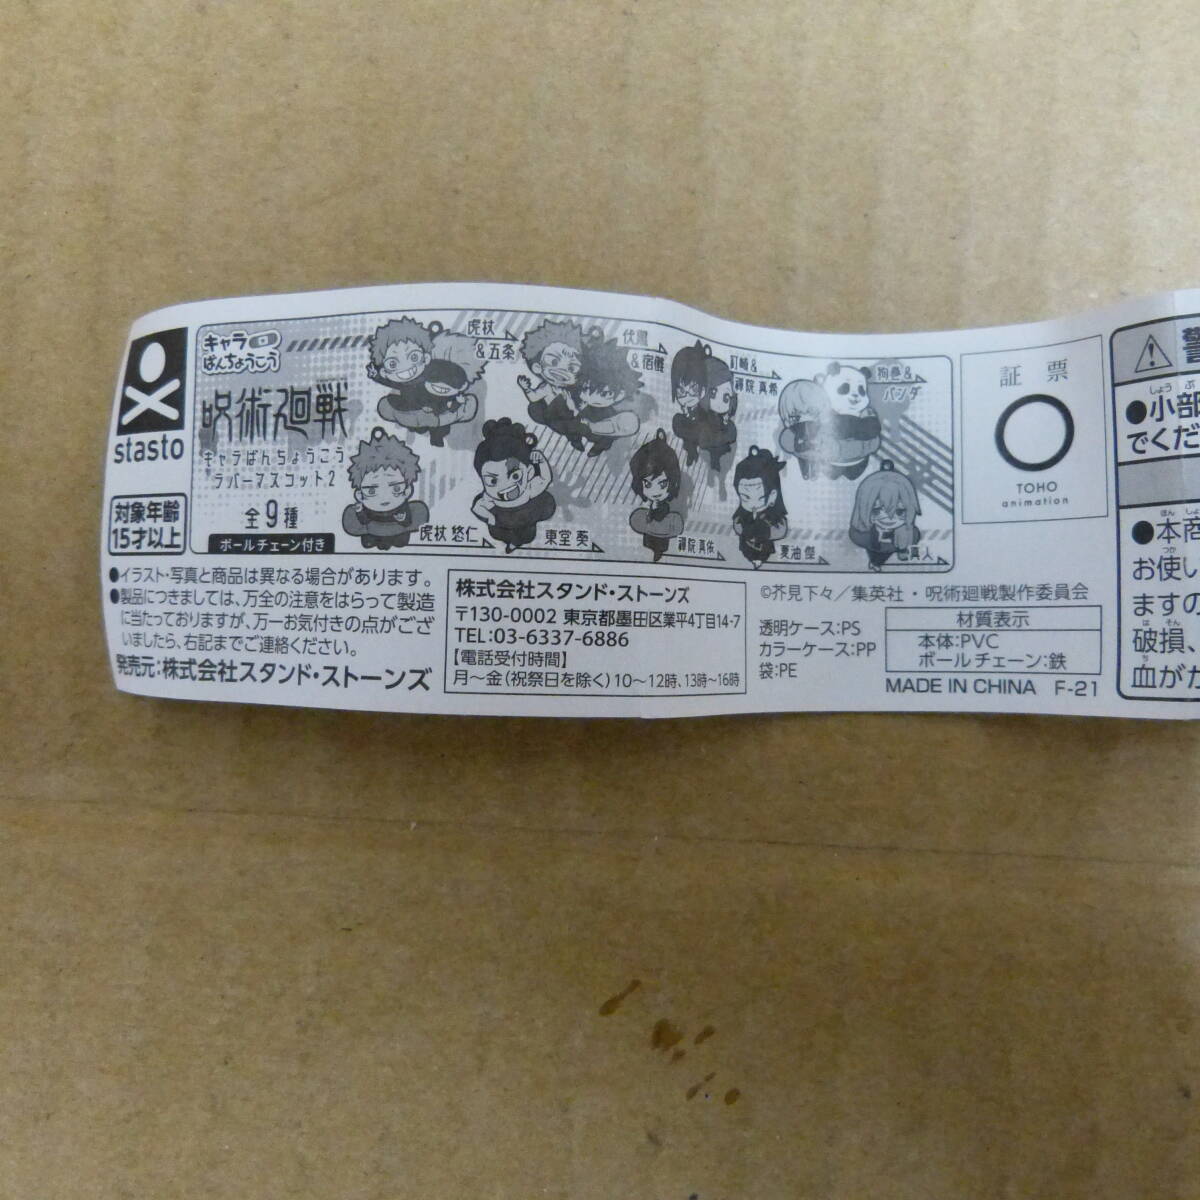 stasto
対象年齢
15才以上
キャラ
ばんちょうこう
呪術廻戦
キャラばんちょうこう
ラバーマスコット2
全9種
ボールチェーン付き
虎杖
&五条
伏黒
&宿儺
釘崎&
禪院真希
狗巻&
パンダ
虎杖悠仁
東堂葵
禪院真依
夏油傑
真人
証票
TOHO
animation
●イラスト・写真と商品は異なる場合があります。
●製品につきましては、万全の注意をはらって製造
に当たっておりますが、万一お気付きの点がござ
いましたら、右記までご連絡ください。
発売元:株式会社スタンド・ストーンズ
株式会社スタンド・ストーンズ
〒130-0002 東京都墨田区業平4丁目14-7
TEL:03-6337-6886
【電話受付時間】
月〜金(祝祭日を除く)10〜12時、13時〜16時
©芥見下々/集英社・呪術廻戦製作委員会
透明ケース:PS
カラーケース:PP
袋:PE
材質表示
本体:PVC
ボールチェーン:鉄
MADE IN CHINA F-21
しょう ぶ
●小部
でくだ
ほん しょ
●本商
つか
お使い
ますの
は そん
破損、
ち
血がか